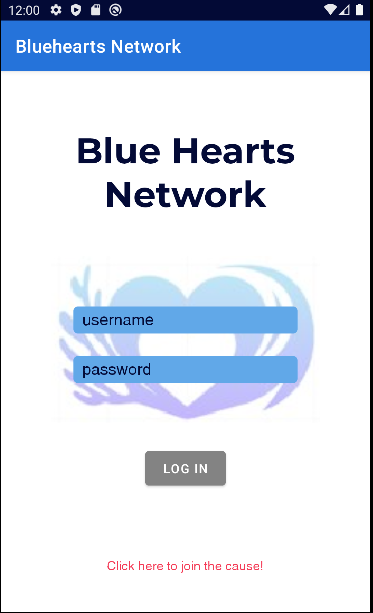 12:00
Bluehearts Network
Blue Hearts
Network
username
password
LOG IN
Click here to join the cause!